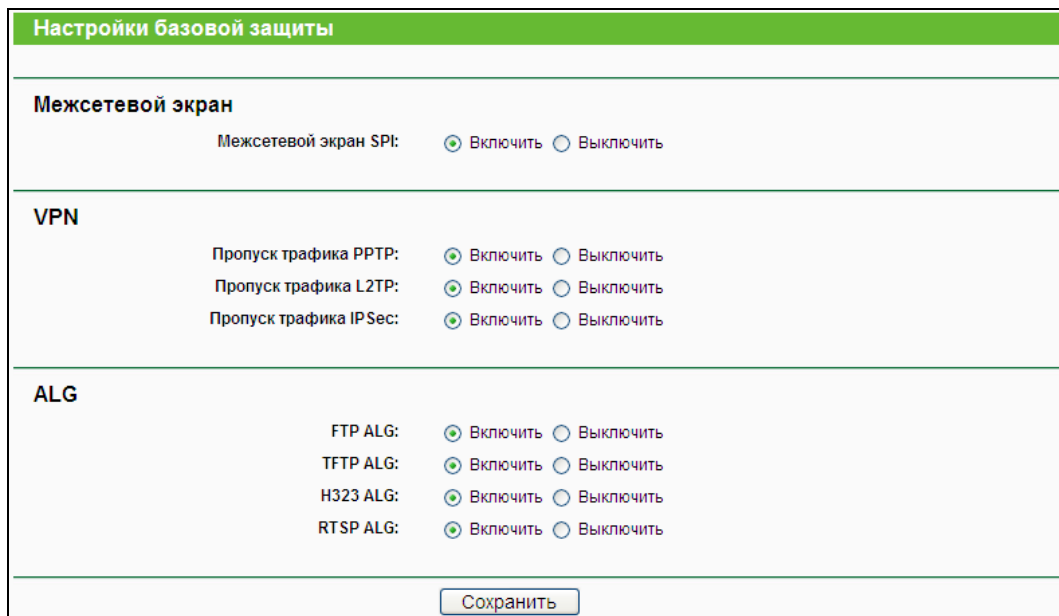 Настройки базовой защиты
Межсетевой экран
Межсетевой экран SPI: Включить Выключить
VPN
Пропуск трафика PPTP: Включить Выключить
Пропуск трафика L2TP: Включить Выключить
Пропуск трафика IPSec: Включить Выключить
ALG
FTP ALG: Включить Выключить
TFTP ALG: Включить Выключить
H323 ALG: Включить Выключить
RTSP ALG: Включить Выключить
Сохранить